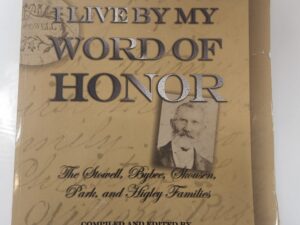 I LIVE BY MY
WORD OF
HONOR
The Stowell, Bybee, Skousen,
Park, and Higley Families
COMPILED AND EDITED BY